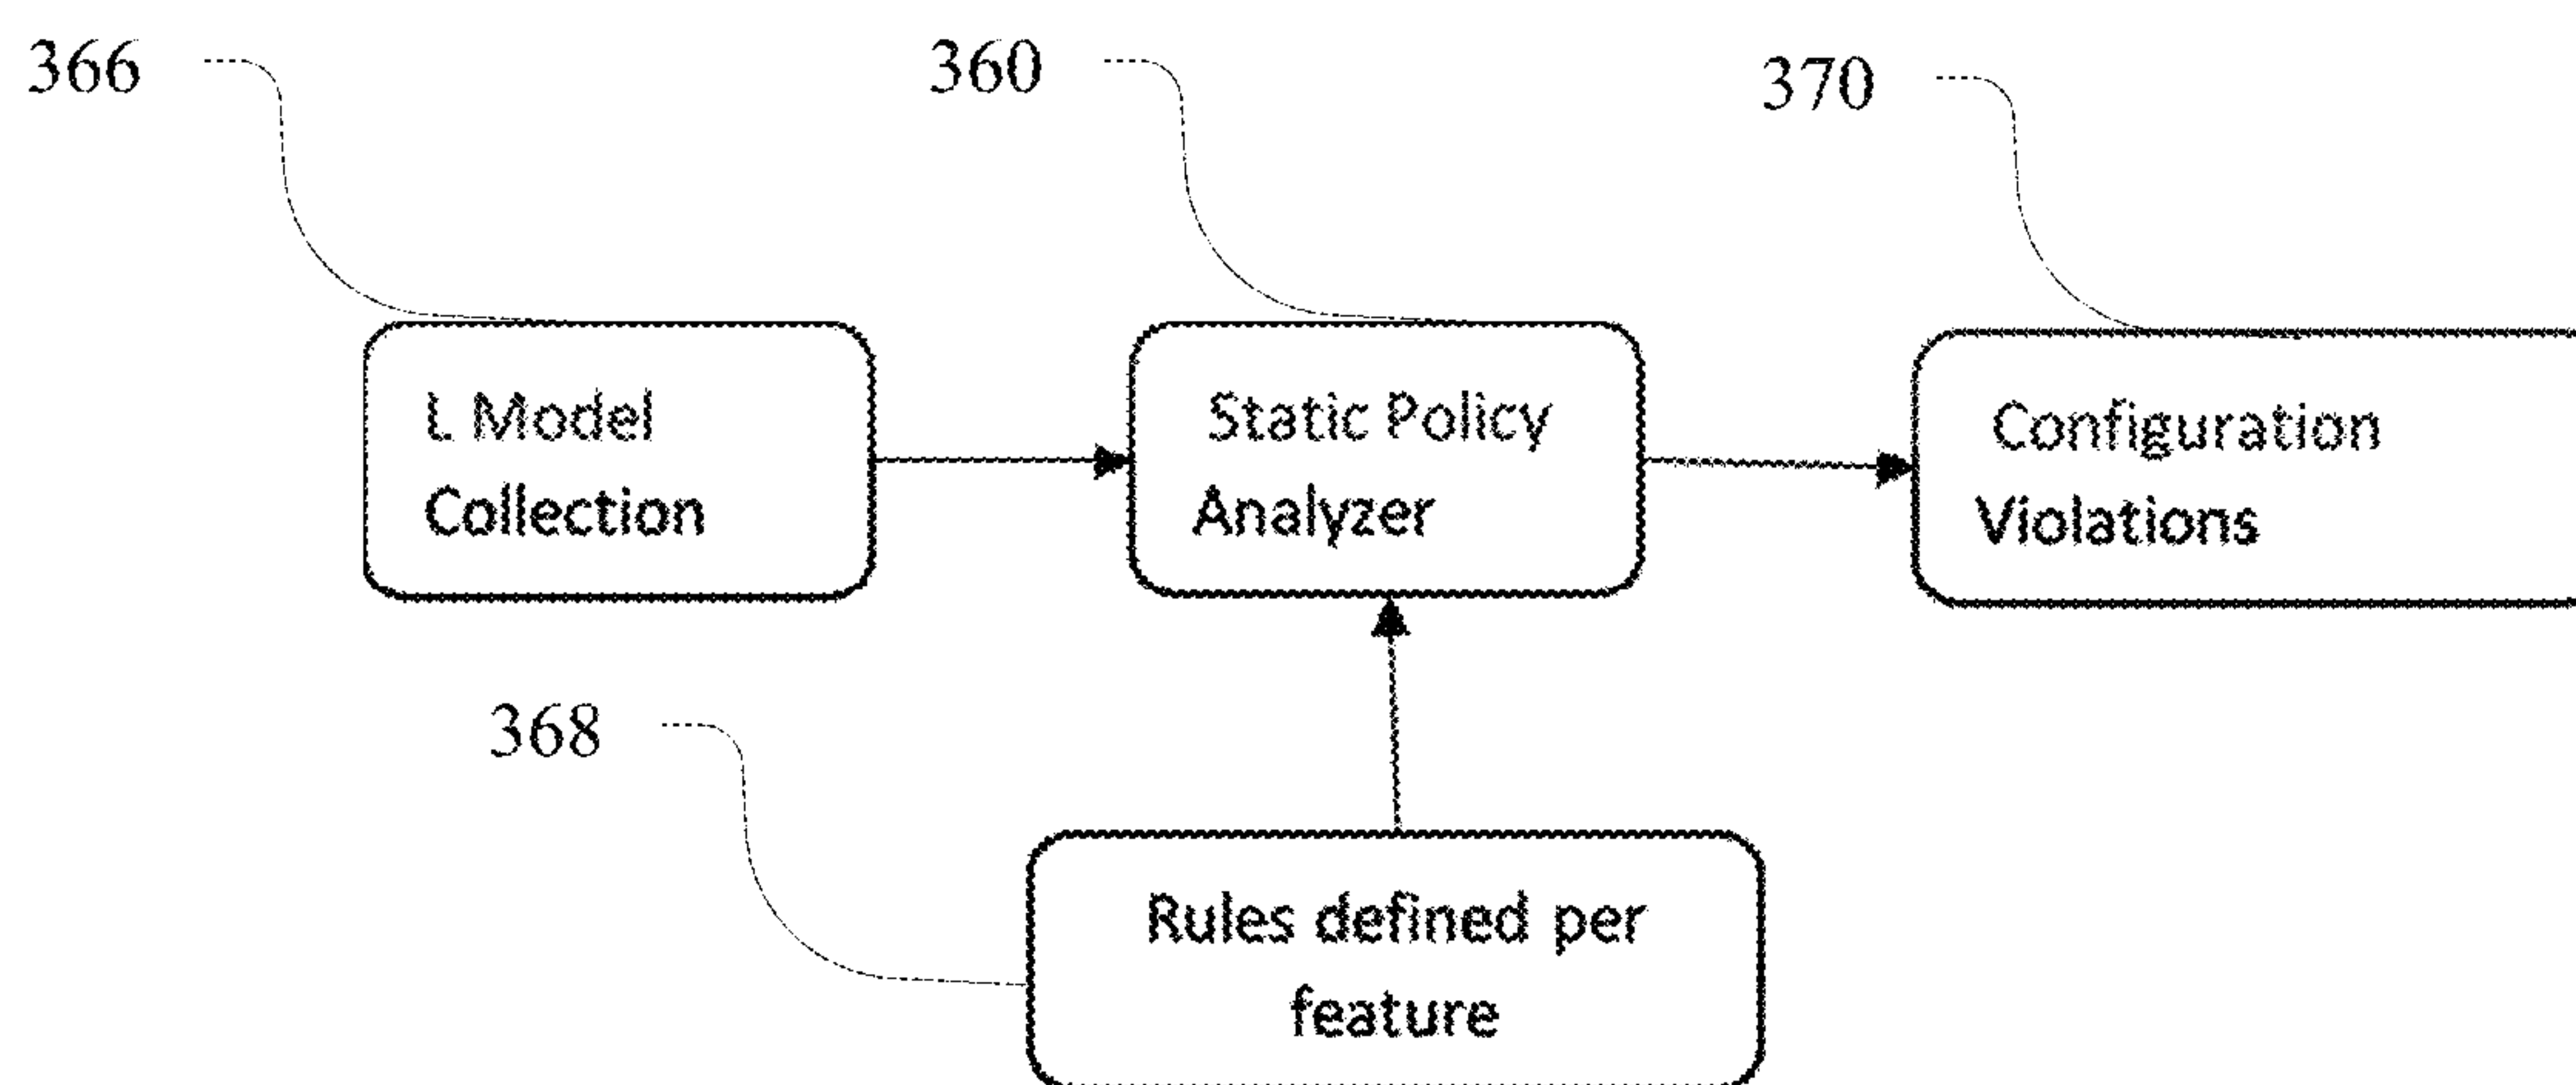 366
360
370
L Model
Collection
Static Policy
Analyzer
Configuration
Violations
368
Rules defined per
feature